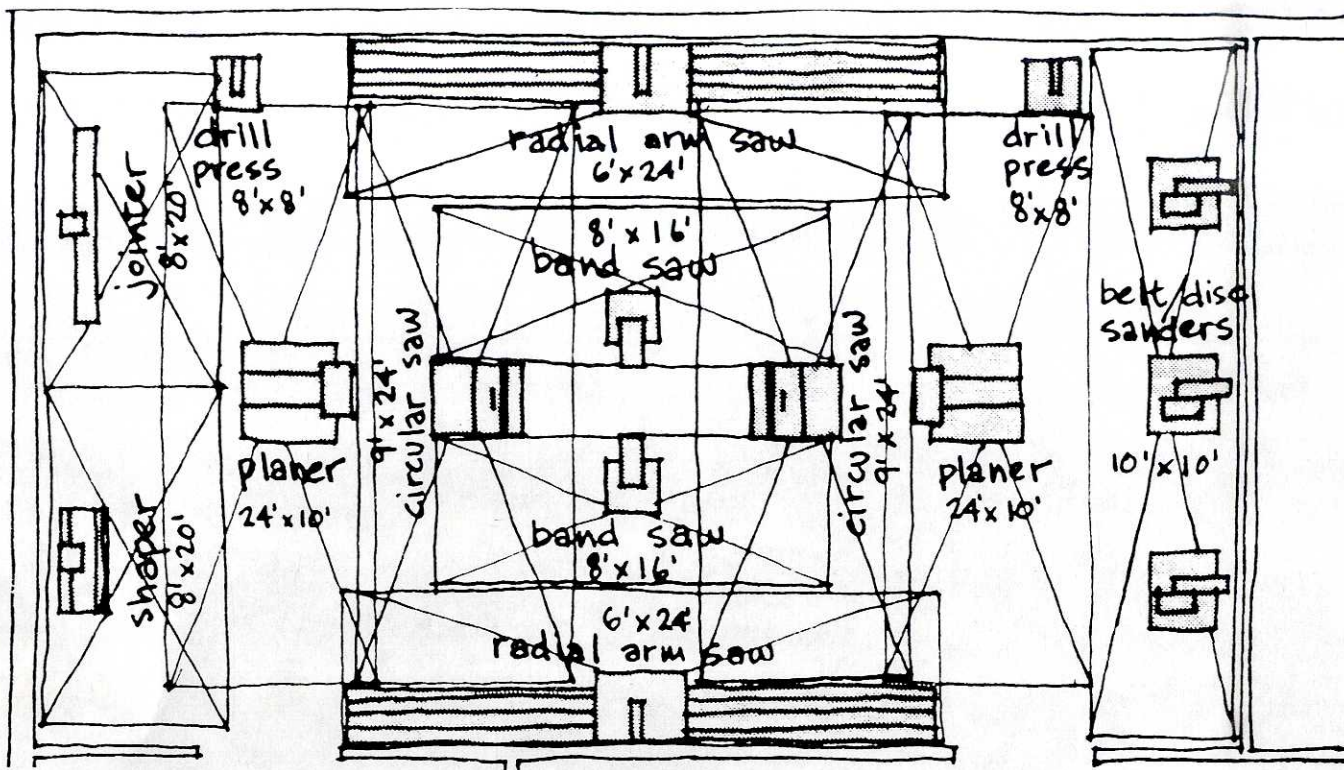 drill
press
8'x8'
radial arm saw
6'x24'
drill
press
8'x8'
jointer
8'x20'
8'x16'
band saw
belt/disc
sanders
10'x10'
9'x24'
circular saw
circular saw
9'x24'
planer
24'x10'
planer
24'x10'
shaper
8'x20'
band saw
8'x16'
6'x24'
radial arm saw